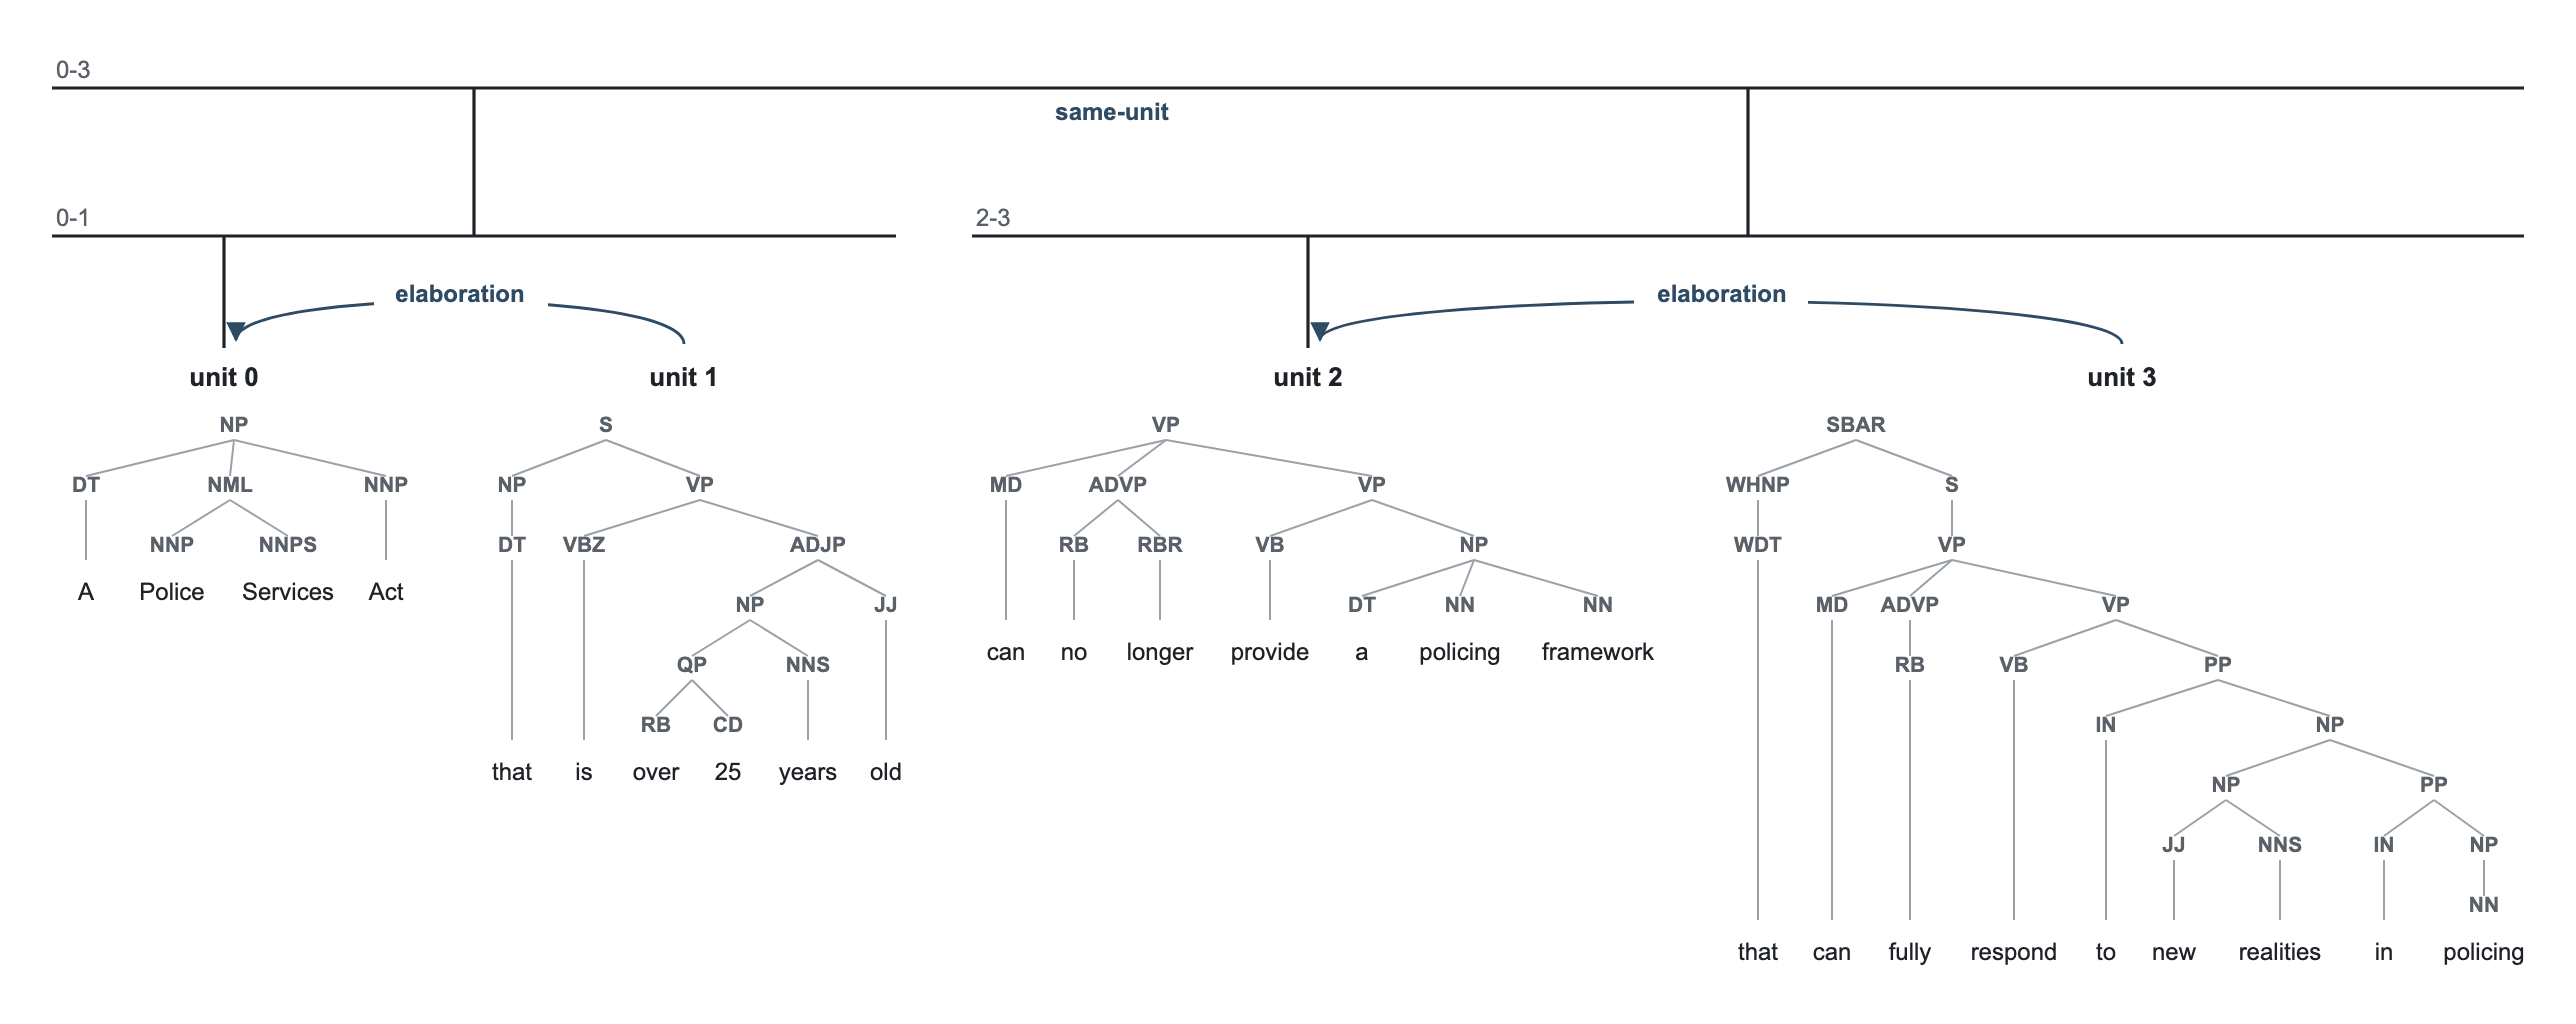 0-3
same-unit
0-1 2-3
elaboration elaboration
unit 0 unit 1 unit 2 unit 3
NP S VP SBAR
DT NML NNP NP VP MD ADVP VP WHNP S
NNP NNPS DT VBZ ADJP RB RBR VB NP WDT VP
A Police Services Act
NP JJ DT NN NN MD ADVP VP
can no longer provide a policing framework
QP NNS RB VB PP
RB CD IN NP
that is over 25 years old
NP PP
JJ NNS IN NP
NN
that can fully respond to new realities in policing